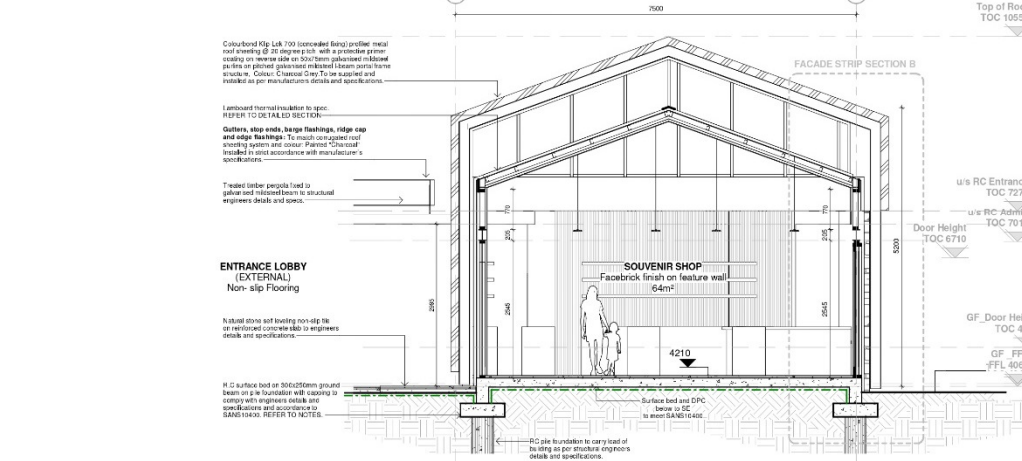 7500
Top of Roo
TOC 1055
Colourbond Klip Lok 700 (concealed fixing) profiled metal
roof sheeting @ 20 degree pitch with a protective primer
coating on reverse side on 50x75mm galvanised mildsteel
purlins on pitched galvanised mildsteel I-beam portal frame
structure. Colour: Charcoal Grey.To be supplied and
installed as per manufacturers details and specifications.
FACADE STRIP SECTION B
Lamboard thermal insulation to spec.
REFER TO DETAILED SECTION
Gutters, stop ends, barge flashings, ridge cap
and edge flashings: To match corrugated roof
sheeting system and colour: Painted "Charcoal"
Installed in strict accordance with manufacturer's
specifications.
Treated timber pergola fixed to
galvanised mildsteel beam to structural
engineers details and specs.
u/s RC Entranc
TOC 727
u/s RC Admi
TOC 701
Door Height
TOC 6710
770
205
2545
770
205
2545
5200
2985
ENTRANCE LOBBY
(EXTERNAL)
Non- slip Flooring
SOUVENIR SHOP
Facebrick finish on feature wall
64m²
Natural stone self leveling non-slip tile
on reinforced concrete slab to engineers
details and specifications.
GF_Door Hei
TOC 4
4210
GF_FF
FFL 406
R.C surface bed on 300x250mm ground
beam on pile foundation with capping to
comply with engineers details and
specifications and accordance to
SANS10400. REFER TO NOTES.
Surface bed and DPC
below to SE
to meet SANS10400.
RC pile foundation to carry load of
building as per structural engineers
details and specifications.